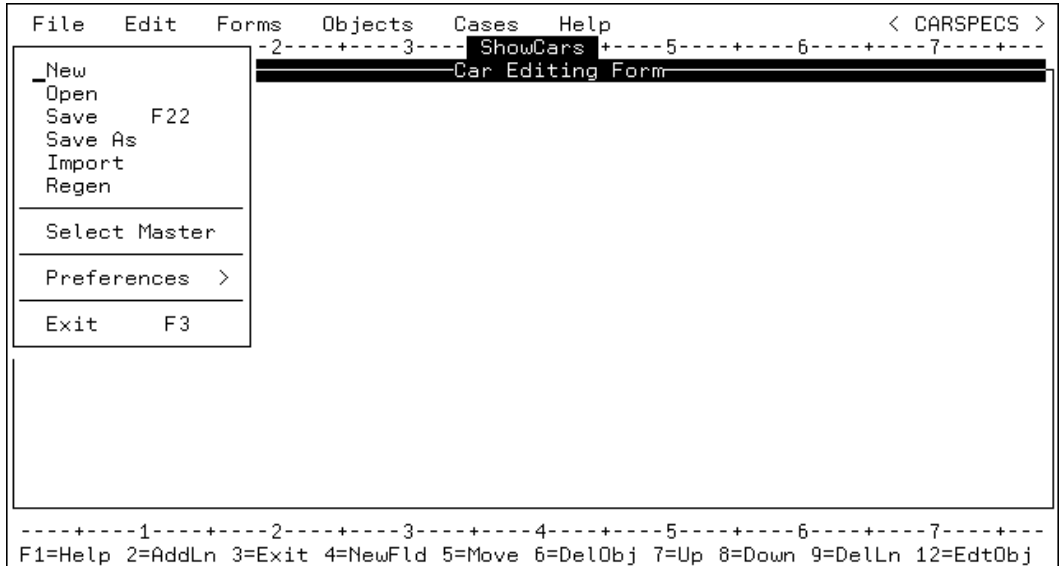 File Edit Forms Objects Cases Help < CARSPECS >
-2----+----3---- ShowCars +----5----+----6----+----7----+---
Car Editing Form
_New
Open
Save F22
Save As
Import
Regen
Select Master
Preferences >
Exit F3
----+----1----+----2----+----3----+----4----+----5----+----6----+----7----+---
F1=Help 2=AddLn 3=Exit 4=NewFld 5=Move 6=DelObj 7=Up 8=Down 9=DelLn 12=EdtObj